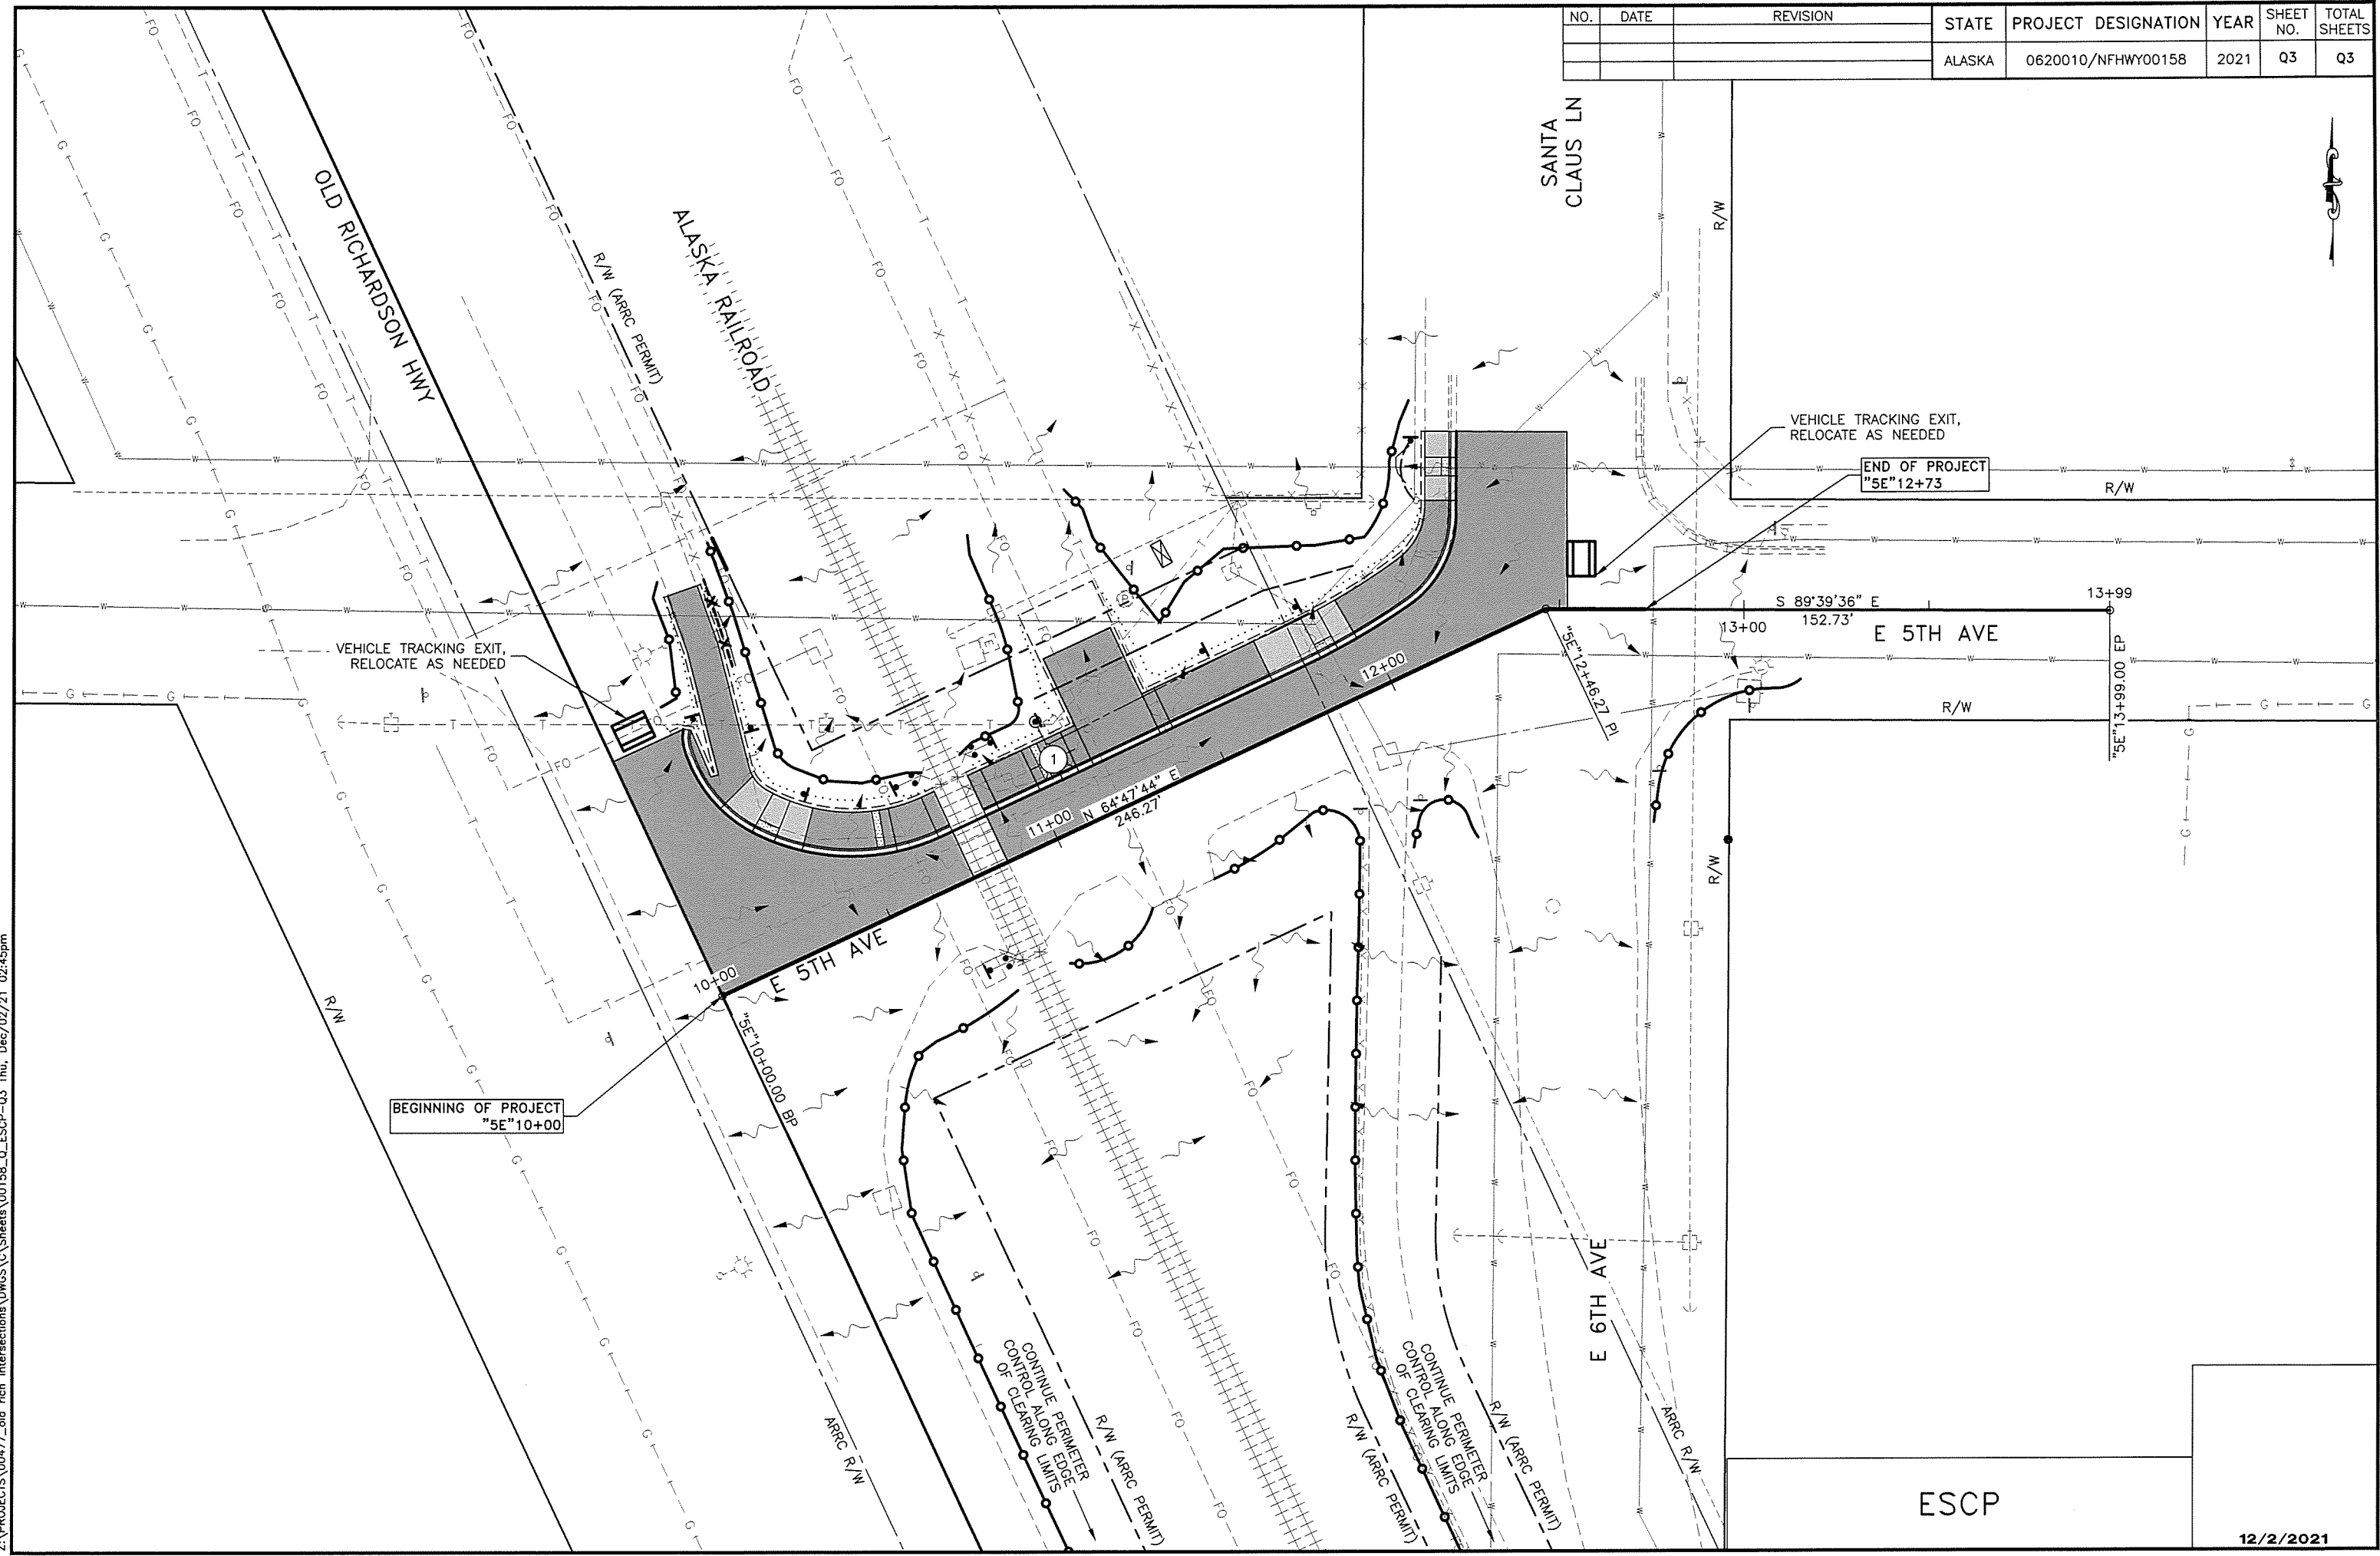 NO. DATE REVISION
STATE PROJECT DESIGNATION YEAR SHEET NO. TOTAL SHEETS
ALASKA 0620010/NFHWY00158 2021 Q3 Q3
SANTA
CLAUS LN
R/W
OLD RICHARDSON HWY
R/W (ARRC PERMIT)
ALASKA RAILROAD
VEHICLE TRACKING EXIT,
RELOCATE AS NEEDED
END OF PROJECT
"5E"12+73
R/W
S 89°39'36" E
152.73'
13+00
13+99
E 5TH AVE
"5E"13+99.00 EP
R/W
"5E"12+46.27 PI
12+00
VEHICLE TRACKING EXIT,
RELOCATE AS NEEDED
1
11+00
N 64°47'44" E
246.27'
R/W
10+00
E 5TH AVE
"5E"10+00.00 BP
R/W
BEGINNING OF PROJECT
"5E"10+00
E 6TH AVE
CONTINUE PERIMETER
CONTROL ALONG EDGE
OF CLEARING LIMITS
CONTINUE PERIMETER
CONTROL ALONG EDGE
OF CLEARING LIMITS
ARRC R/W
R/W (ARRC PERMIT)
R/W (ARRC PERMIT)
R/W (ARRC PERMIT)
ARRC R/W
ESCP
12/2/2021